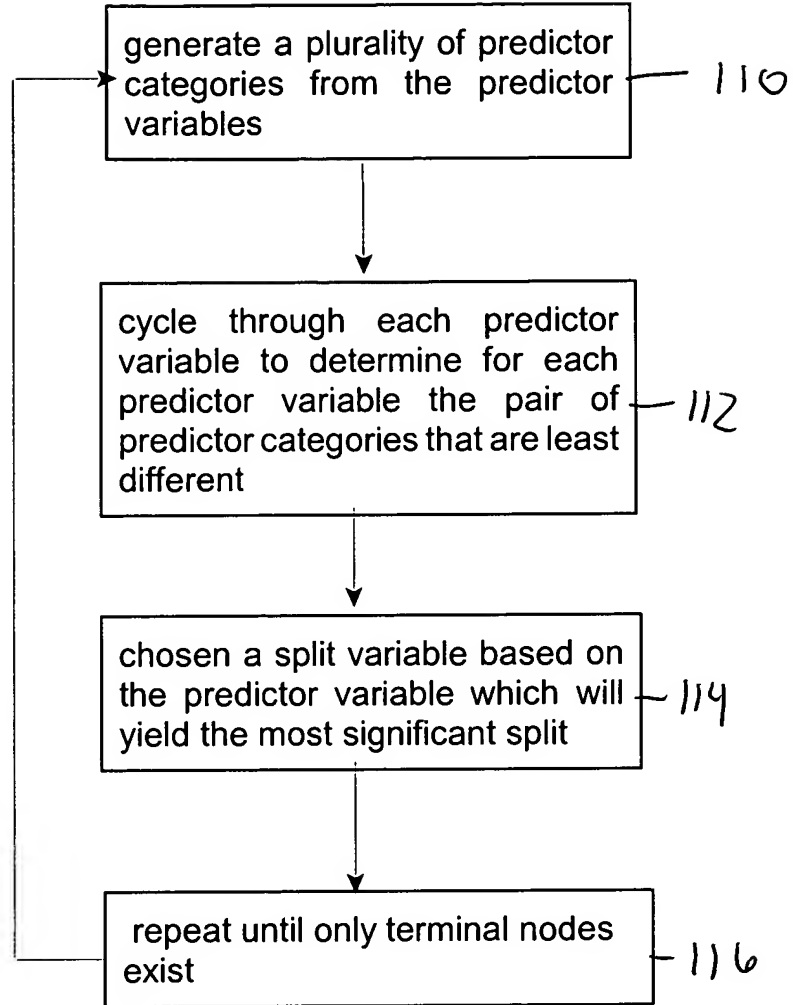 generate a plurality of predictor
categories from the predictor
variables
110
cycle through each predictor
variable to determine for each
predictor variable the pair of
predictor categories that are least
different
112
chosen a split variable based on
the predictor variable which will
yield the most significant split
114
repeat until only terminal nodes
exist
116